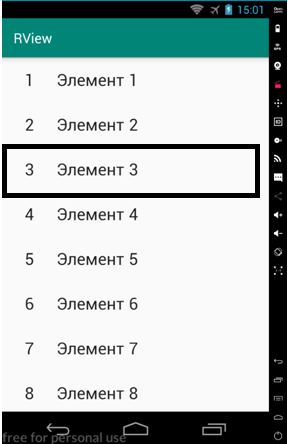 15:01
RView
1 Элемент 1
2 Элемент 2
3 Элемент 3
4 Элемент 4
5 Элемент 5
6 Элемент 6
7 Элемент 7
8 Элемент 8
free for personal use